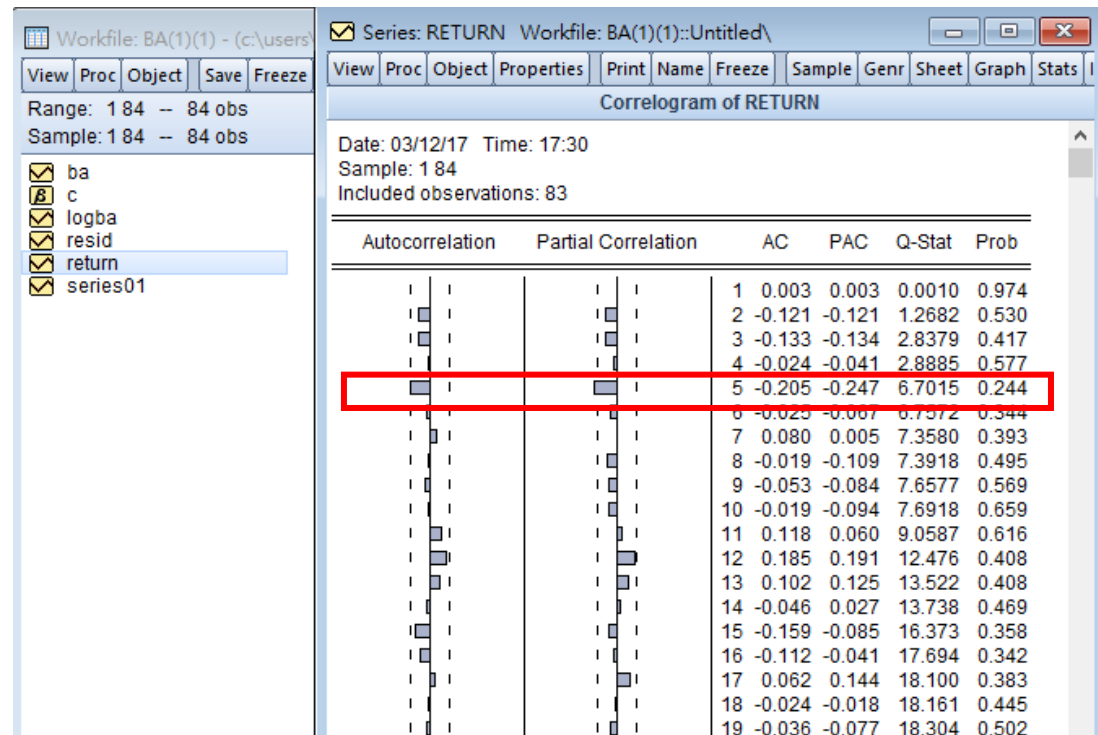 Workfile: BA(1)(1) - (c:\users\
View Proc Object Save Freeze
Range: 1 84 -- 84 obs
Sample: 1 84 -- 84 obs
ba
β c
logba
resid
return
series01
Series: RETURN Workfile: BA(1)(1)::Untitled\
View Proc Object Properties Print Name Freeze Sample Genr Sheet Graph Stats
Correlogram of RETURN
Date: 03/12/17 Time: 17:30
Sample: 1 84
Included observations: 83
Autocorrelation Partial Correlation AC PAC Q-Stat Prob
1 0.003 0.003 0.0010 0.974
2 -0.121 -0.121 1.2682 0.530
3 -0.133 -0.134 2.8379 0.417
4 -0.024 -0.041 2.8885 0.577
5 -0.205 -0.247 6.7015 0.244
6 -0.025 -0.067 6.7572 0.344
7 0.080 0.005 7.3580 0.393
8 -0.019 -0.109 7.3918 0.495
9 -0.053 -0.084 7.6577 0.569
10 -0.019 -0.094 7.6918 0.659
11 0.118 0.060 9.0587 0.616
12 0.185 0.191 12.476 0.408
13 0.102 0.125 13.522 0.408
14 -0.046 0.027 13.738 0.469
15 -0.159 -0.085 16.373 0.358
16 -0.112 -0.041 17.694 0.342
17 0.062 0.144 18.100 0.383
18 -0.024 -0.018 18.161 0.445
19 -0.036 -0.077 18.304 0.502